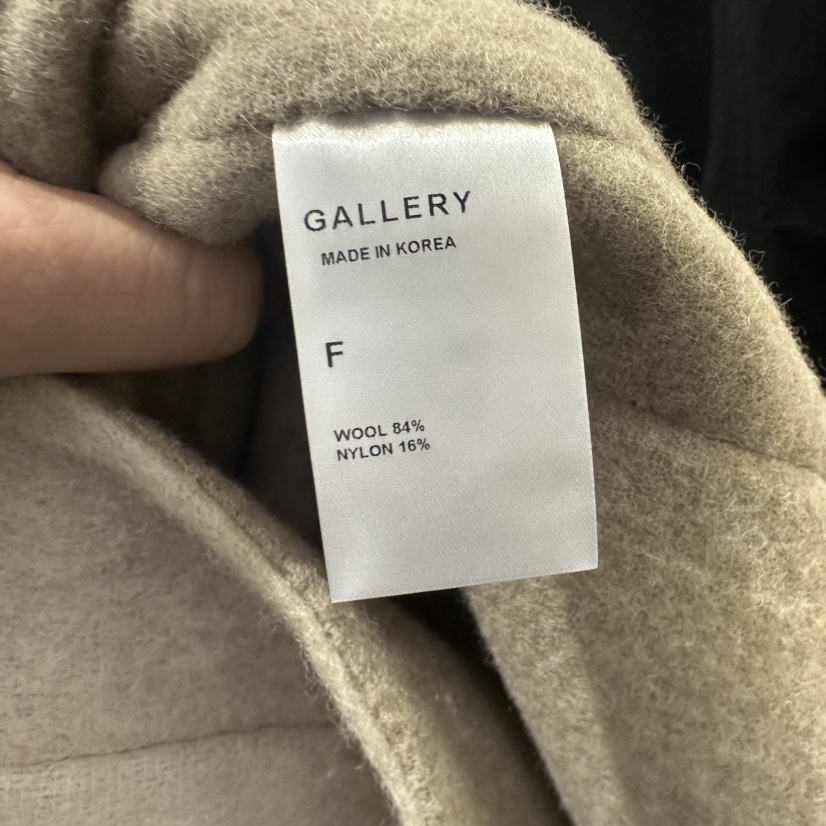 GALLERY
MADE IN KOREA
F
WOOL 84%
NYLON 16%